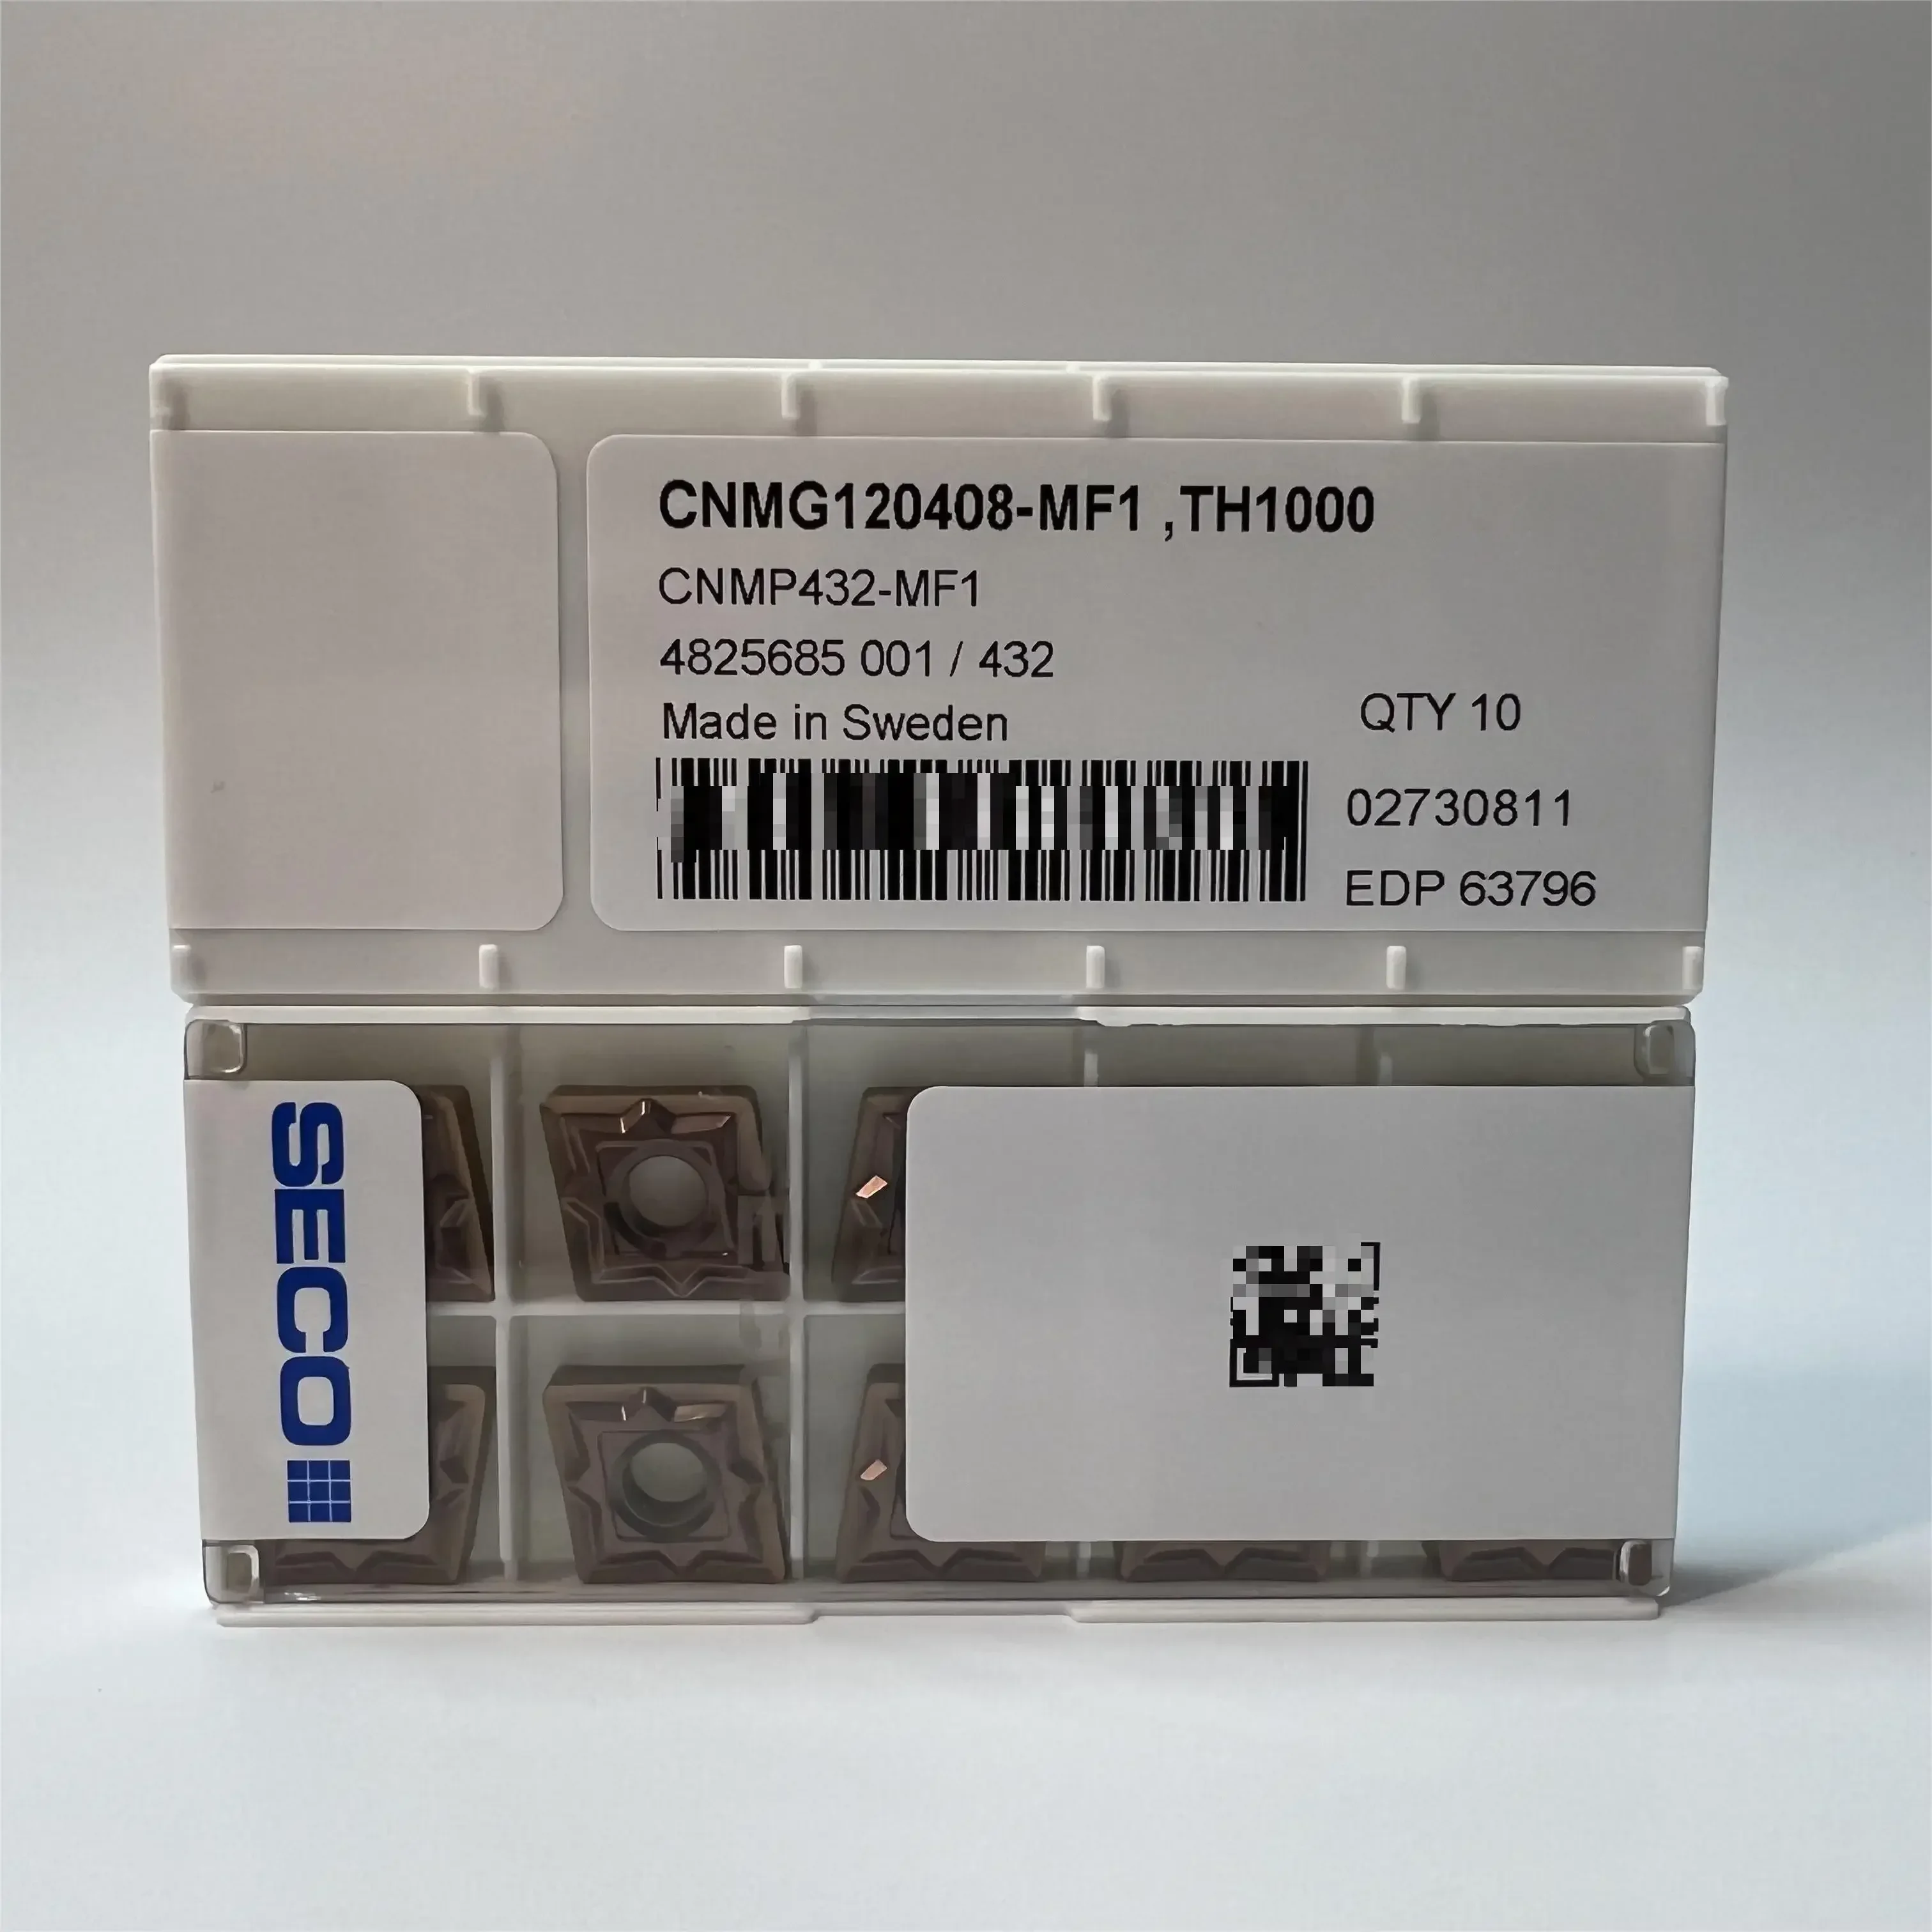 CNMG120408-MF1 ,TH1000
CNMP432-MF1
4825685 001 / 432
Made in Sweden
QTY 10
02730811
EDP 63796
SECO